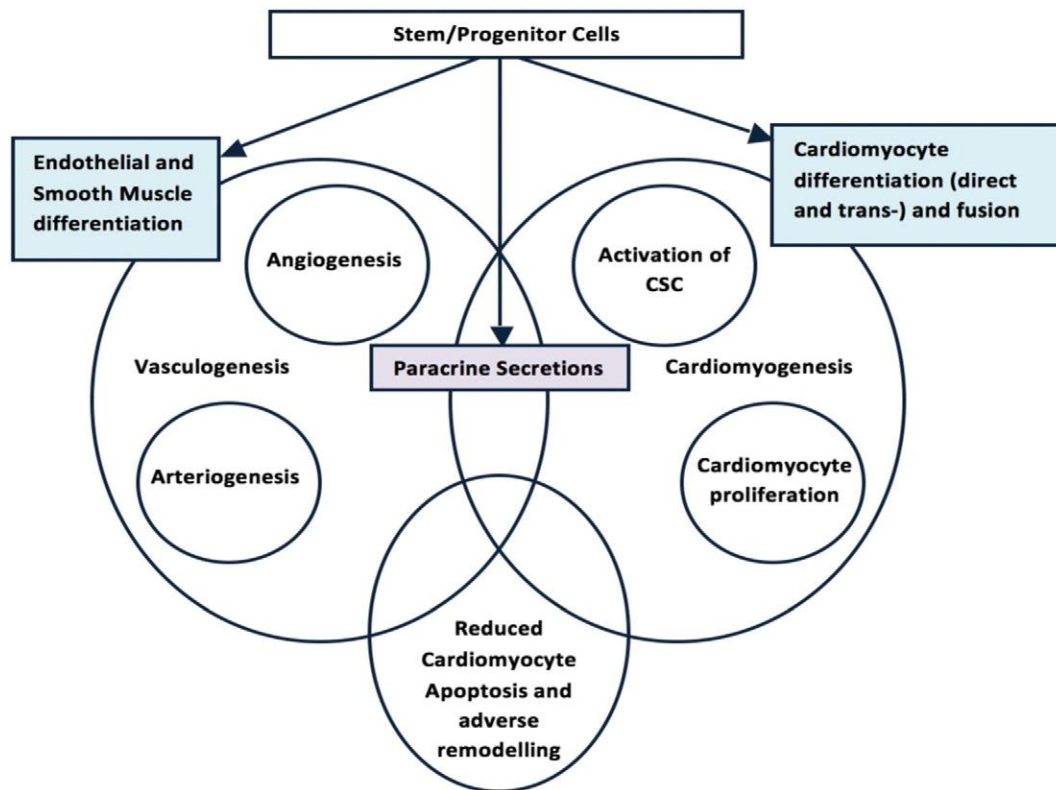 Stem/Progenitor Cells
Endothelial and
Smooth Muscle
differentiation
Cardiomyocyte
differentiation (direct
and trans-) and fusion
Angiogenesis
Activation of
CSC
Vasculogenesis
Paracrine Secretions
Cardiomyogenesis
Arteriogenesis
Cardiomyocyte
proliferation
Reduced
Cardiomyocyte
Apoptosis and
adverse
remodelling